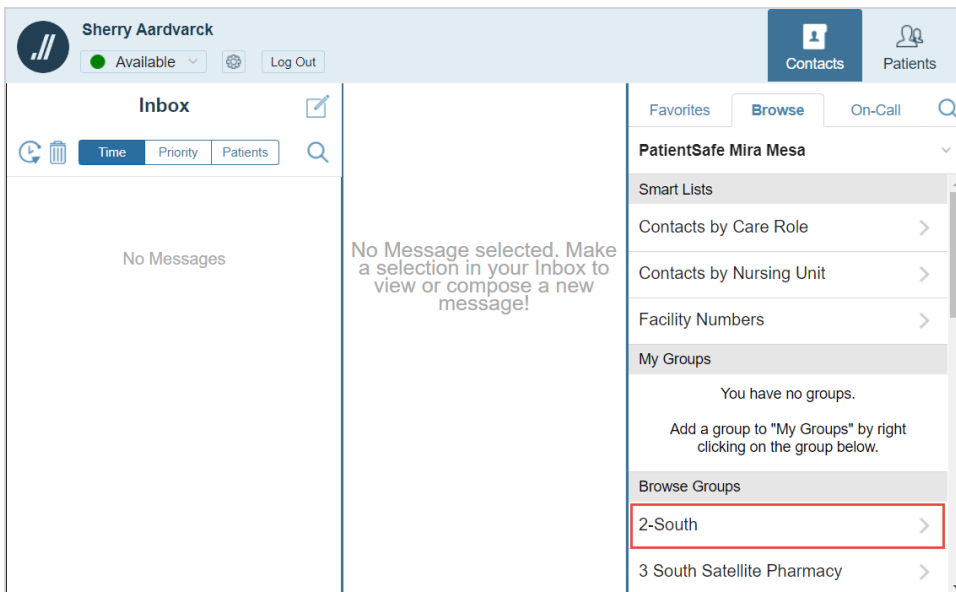 Sherry Aardvarck
Available
Log Out
Contacts
Patients
Inbox
Time
Priority
Patients
No Messages
No Message selected. Make
a selection in your Inbox to
view or compose a new
message!
Favorites
Browse
On-Call
PatientSafe Mira Mesa
Smart Lists
Contacts by Care Role
Contacts by Nursing Unit
Facility Numbers
My Groups
You have no groups.
Add a group to "My Groups" by right
clicking on the group below.
Browse Groups
2-South
3 South Satellite Pharmacy